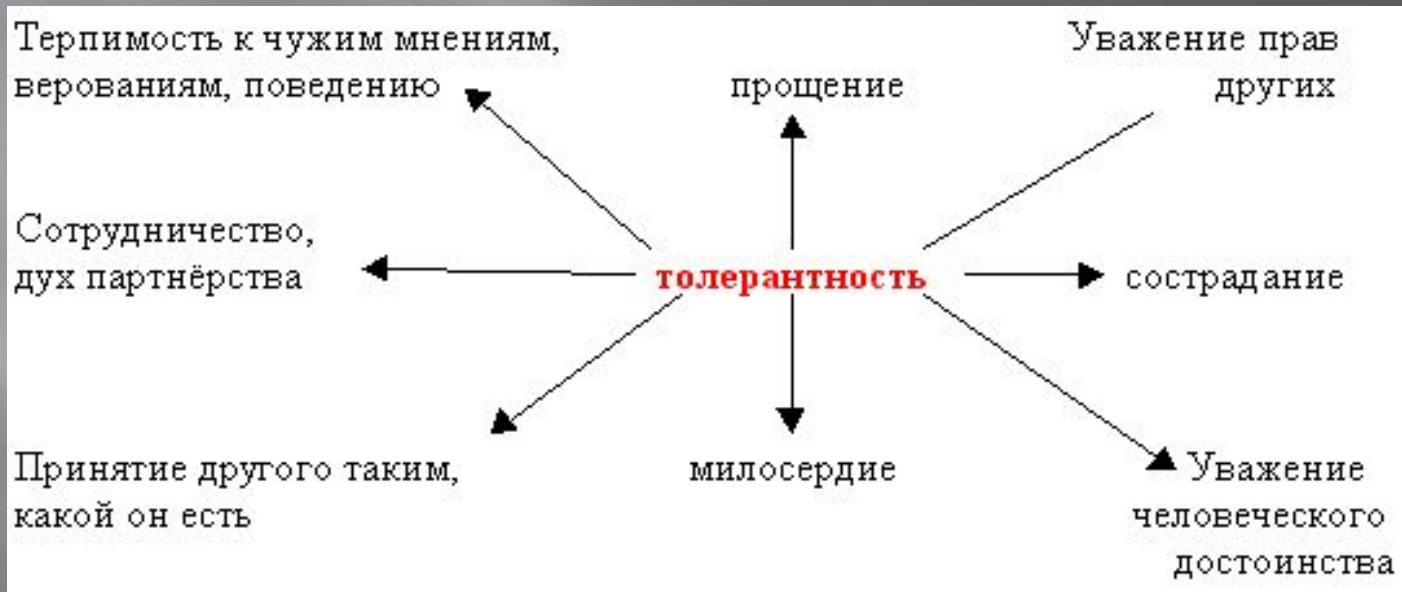 Терпимость к чужим мнениям,
верованиям, поведению
прощение
Уважение прав
других
Сотрудничество,
дух партнёрства
толерантность
сострадание
Принятие другого таким,
какой он есть
милосердие
Уважение
человеческого
достоинства